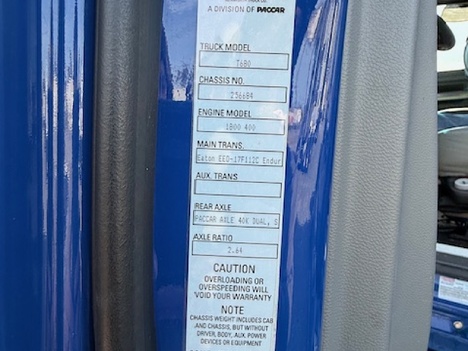 A DIVISION OF PACCAR
TRUCK MODEL
T680
CHASSIS NO.
236684
ENGINE MODEL
1800 400
MAIN TRANS.
Eaton EEO-17F112C Endur
AUX. TRANS
REAR AXLE
PACCAR AXLE 40K DUAL, S
AXLE RATIO
2.64
CAUTION
OVERLOADING OR
OVERSPEEDING WILL
VOID YOUR WARRANTY
NOTE
CHASSIS WEIGHT INCLUDES CAB
AND CHASSIS, BUT WITHOUT
DRIVER, BODY, AUX. POWER
DEVICES OR EQUIPMENT